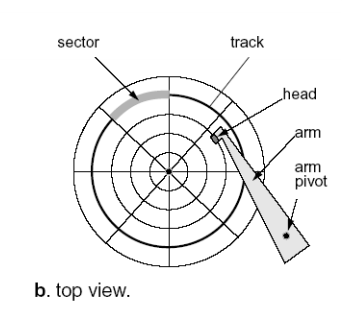 sector
track
head
arm
arm
pivot
b. top view.